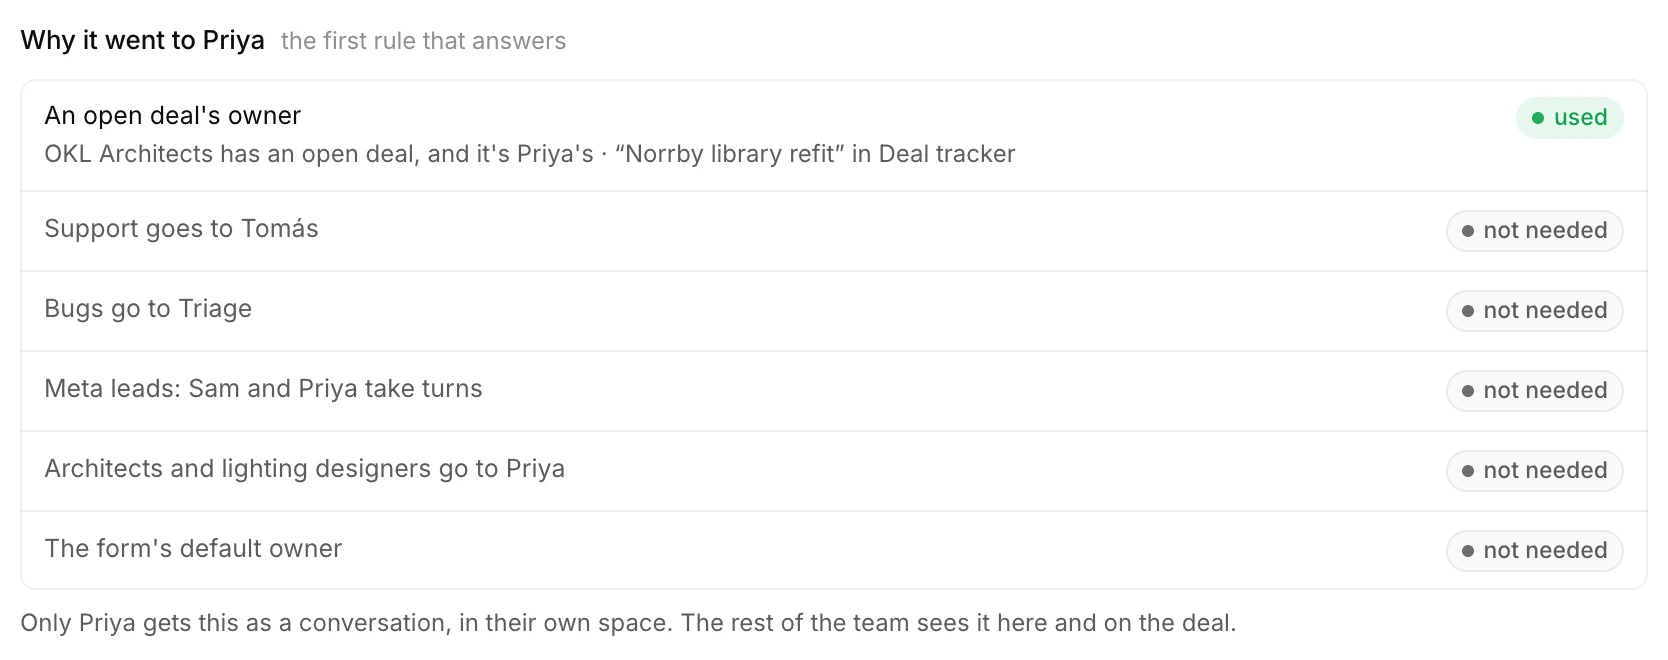 Why it went to Priya the first rule that answers
An open deal's owner
used
OKL Architects has an open deal, and it's Priya's · “Norrby library refit” in Deal tracker
Support goes to Tomás
not needed
Bugs go to Triage
not needed
Meta leads: Sam and Priya take turns
not needed
Architects and lighting designers go to Priya
not needed
The form's default owner
not needed
Only Priya gets this as a conversation, in their own space. The rest of the team sees it here and on the deal.